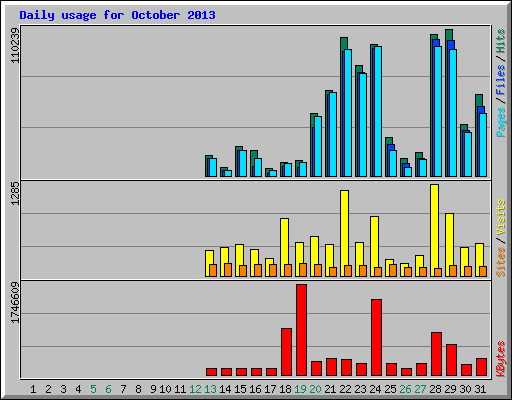 Daily usage for October 2013
110239
Pages / Files / Hits
1285
Sites / Visits
1746609
KBytes
1 2 3 4 5 6 7 8 9 10 11 12 13 14 15 16 17 18 19 20 21 22 23 24 25 26 27 28 29 30 31